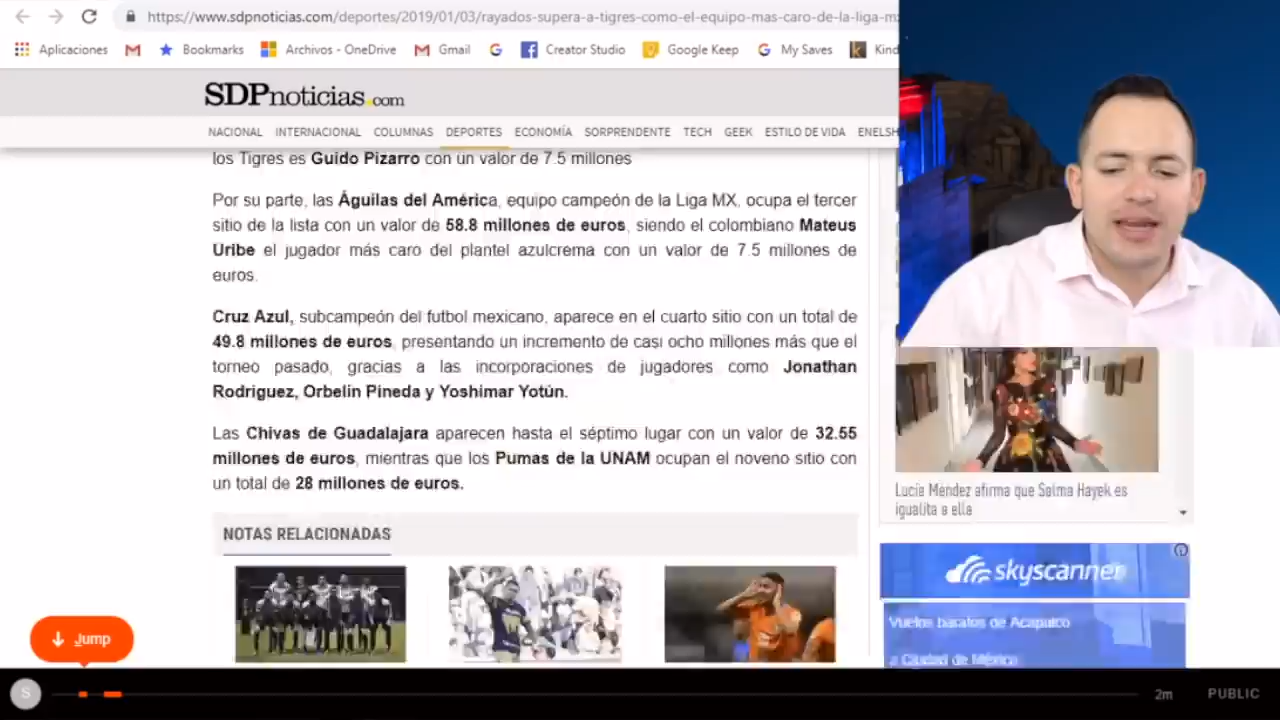 https://www.sdpnoticias.com/deportes/2019/01/03/rayados-supera-a-tigres-como-el-equipo-mas-caro-de-la-liga-mx
Aplicaciones Bookmarks Archivos - OneDrive Gmail Creator Studio Google Keep My Saves Kind
SDPnoticias.com
NACIONAL INTERNACIONAL COLUMNAS DEPORTES ECONOMÍA SORPRENDENTE TECH GEEK ESTILO DE VIDA ENELSH
los Tigres es Guido Pizarro con un valor de 7.5 millones
Por su parte, las Águilas del América, equipo campeón de la Liga MX, ocupa el tercer
sitio de la lista con un valor de 58.8 millones de euros, siendo el colombiano Mateus
Uribe el jugador más caro del plantel azulcrema con un valor de 7.5 millones de
euros.
Cruz Azul, subcampeón del futbol mexicano, aparece en el cuarto sitio con un total de
49.8 millones de euros, presentando un incremento de casi ocho millones más que el
torneo pasado, gracias a las incorporaciones de jugadores como Jonathan
Rodriguez, Orbelín Pineda y Yoshimar Yotún.
Las Chivas de Guadalajara aparecen hasta el séptimo lugar con un valor de 32.55
millones de euros, mientras que los Pumas de la UNAM ocupan el noveno sitio con
un total de 28 millones de euros.
NOTAS RELACIONADAS
Lucía Méndez afirma que Salma Hayek es
igualita a ella
skyscanner
Vuelos baratos de Acapulco
a Ciudad de México
Jump
S
2m PUBLIC